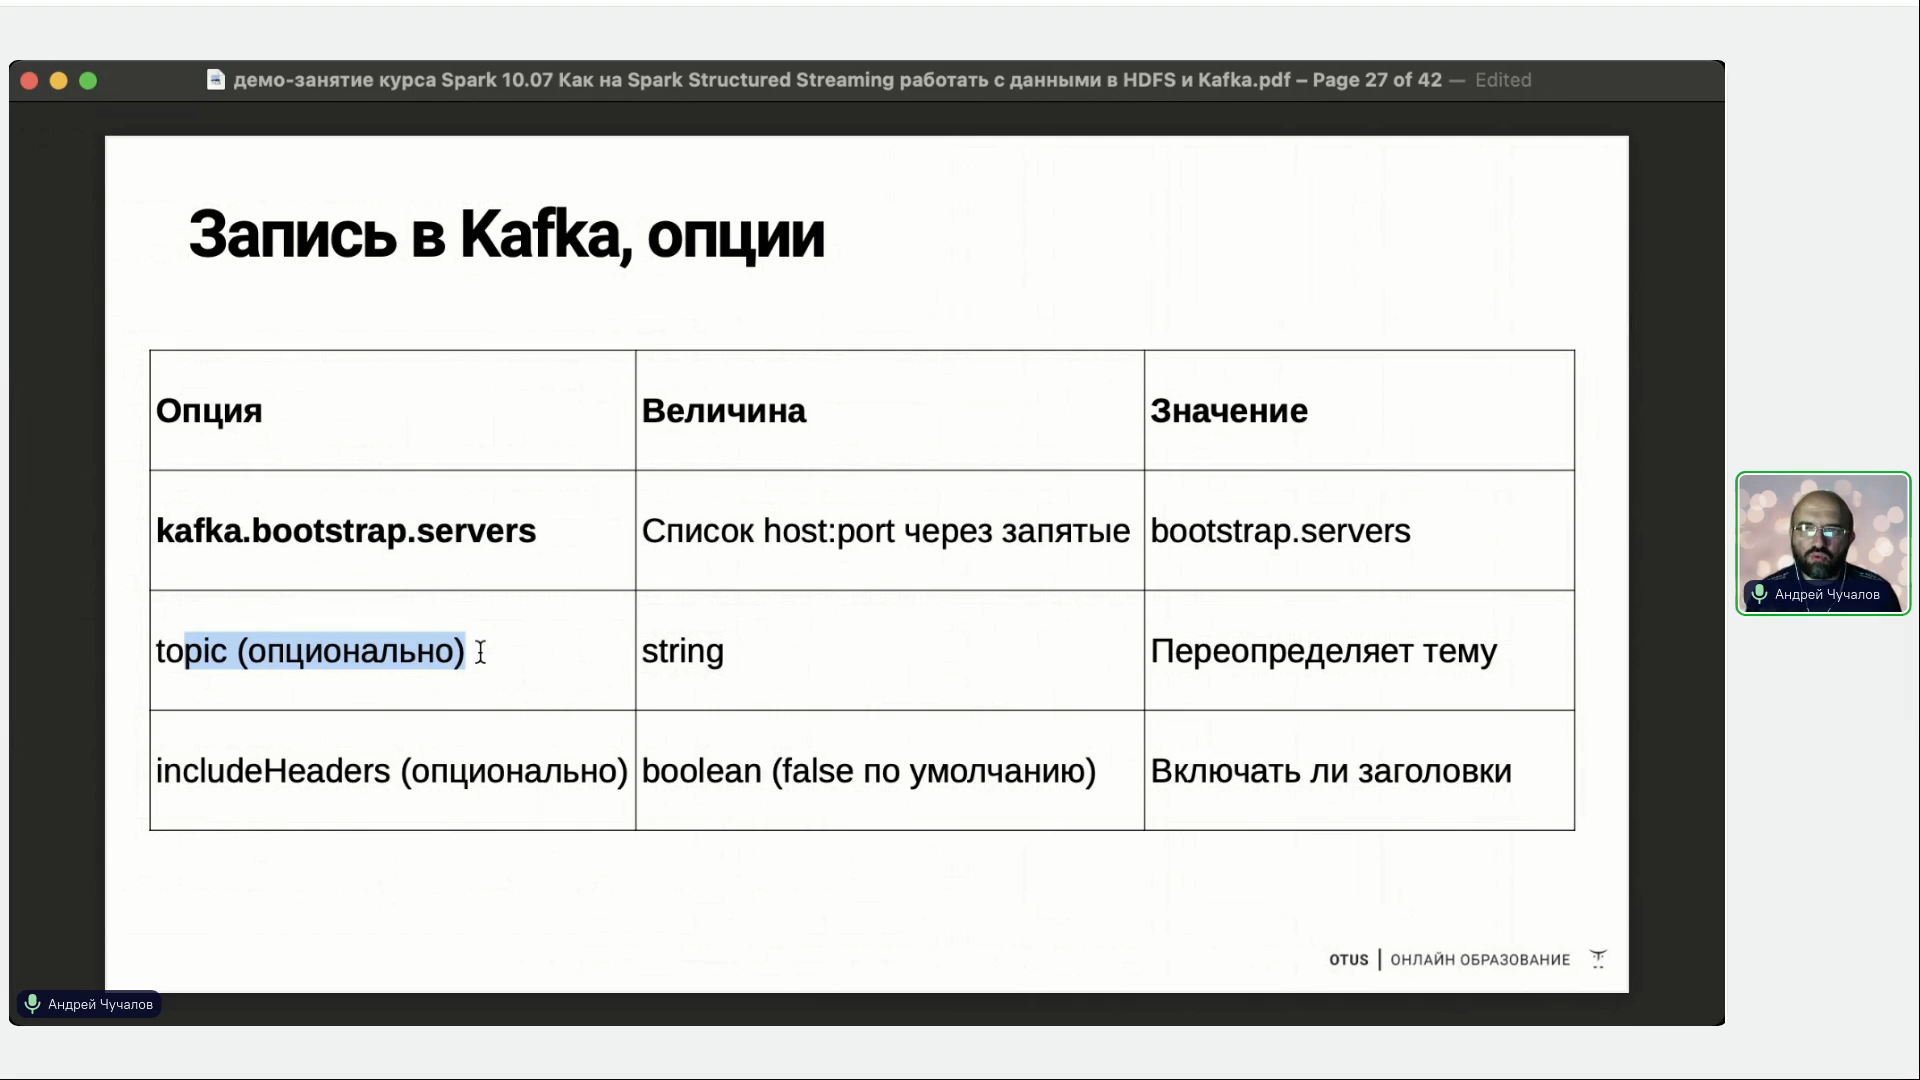 демо-занятие курса Spark 10.07 Как на Spark Structured Streaming работать с данными в HDFS и Kafka.pdf – Page 27 of 42 — Edited
Запись в Kafka, опции
Опция Величина Значение
kafka.bootstrap.servers Список host:port через запятые bootstrap.servers
topic (опционально) string Переопределяет тему
includeHeaders (опционально) boolean (false по умолчанию) Включать ли заголовки
OTUS | ОНЛАЙН ОБРАЗОВАНИЕ
Андрей Чучалов
Андрей Чучалов